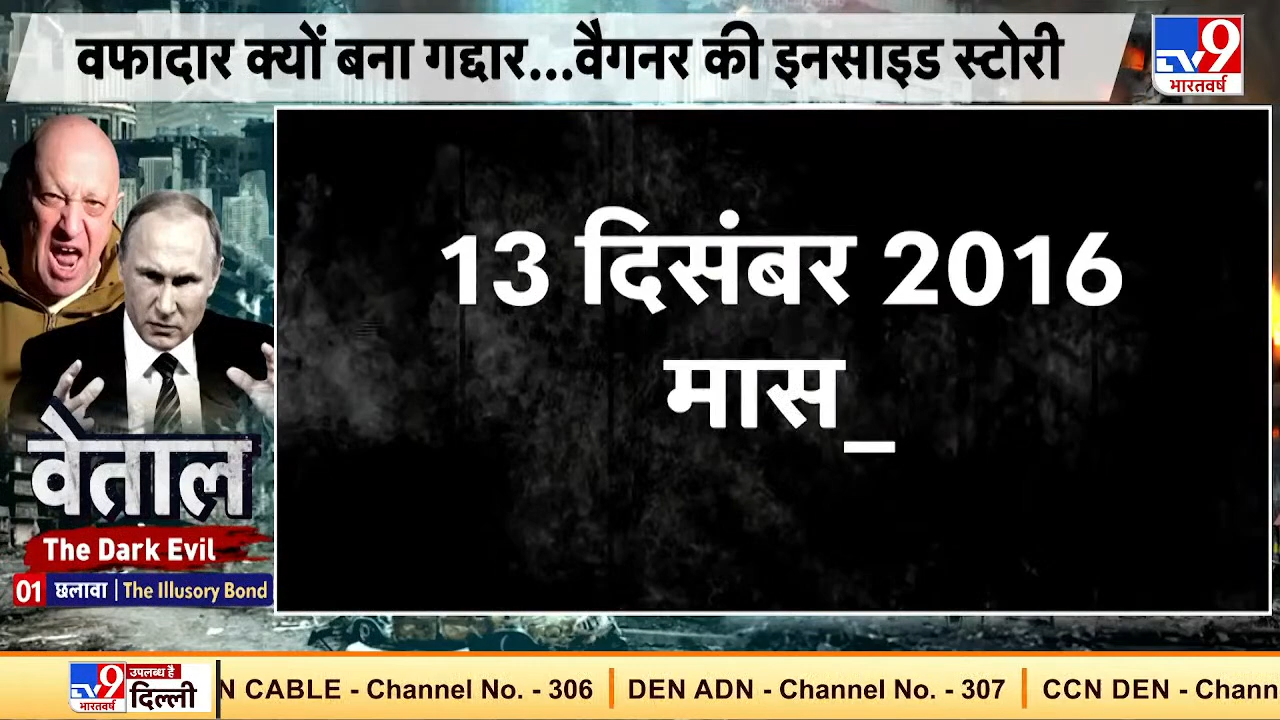 वफादार क्यों बना गद्दार...वैगनर की इनसाइड स्टोरी
TV9
भारतवर्ष
13 दिसंबर 2016
मास_
वेताल
The Dark Evil
01 छलावा | The Illusory Bond
TV9
भारतवर्ष
उपलब्ध है
दिल्ली
N CABLE - Channel No. - 306 | DEN ADN - Channel No. - 307 | CCN DEN - Chann